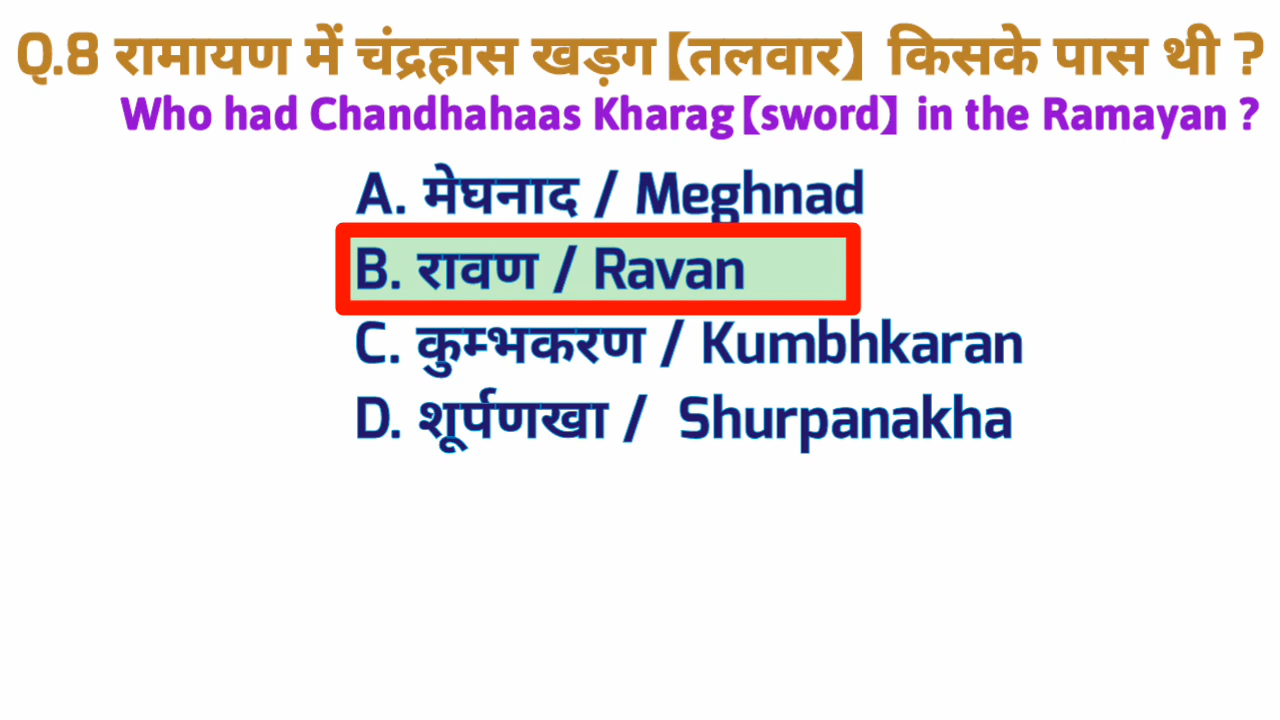 Q.8 रामायण में चंद्रहास खड़ग【तलवार】 किसके पास थी ?
Who had Chandhahaas Kharag【sword】 in the Ramayan ?
A. मेघनाद / Meghnad
B. रावण / Ravan
C. कुम्भकरण / Kumbhkaran
D. शूर्पणखा / Shurpanakha